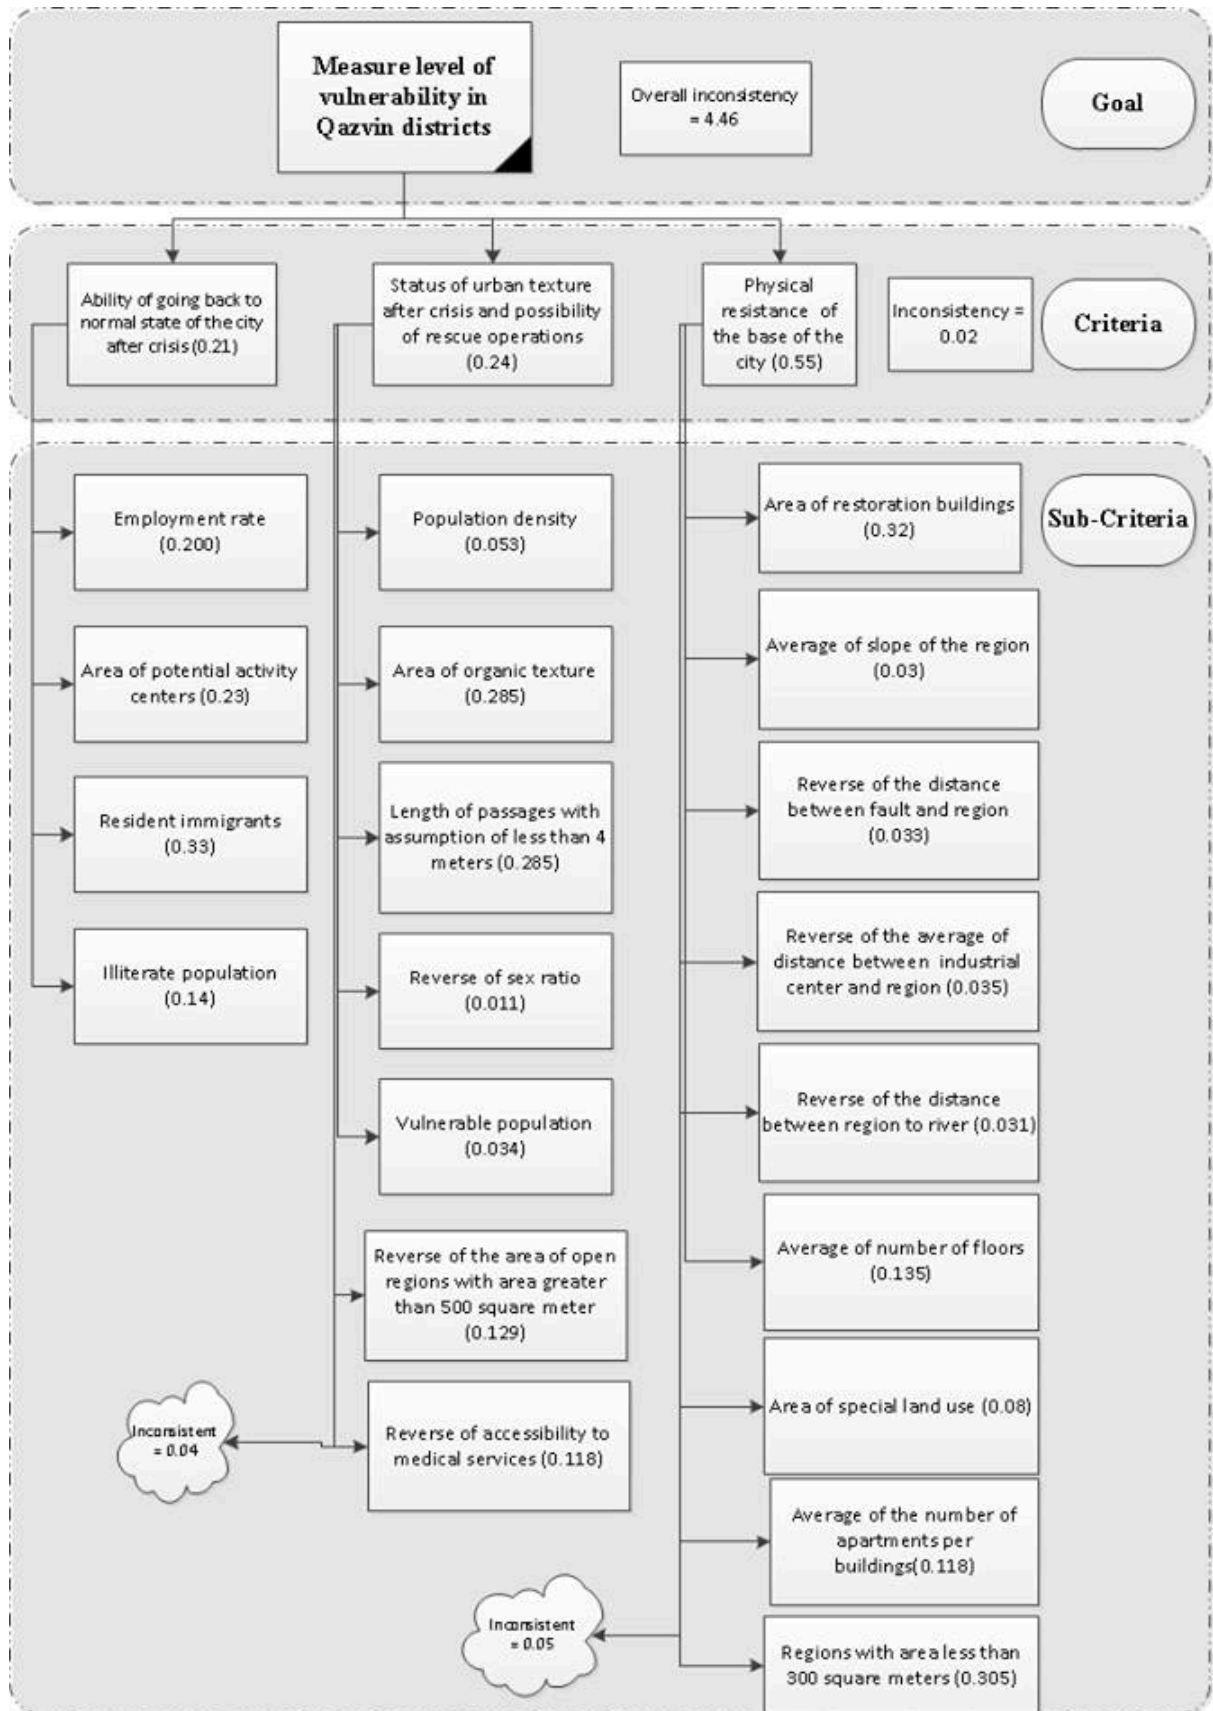 Measure level of
vulnerability in
Qazvin districts
Overall inconsistency
= 4.46
Goal
Ability of going back to
normal state of the city
after crisis (0.21)
Status of urban texture
after crisis and possibility
of rescue operations
(0.24)
Physical
resistance of
the base of the
city (0.55)
Inconsistency =
0.02
Criteria
Employment rate
(0.200)
Area of potential activity
centers (0.23)
Resident immigrants
(0.33)
Illiterate population
(0.14)
Population density
(0.053)
Area of organic texture
(0.285)
Length of passages with
assumption of less than 4
meters (0.285)
Reverse of sex ratio
(0.011)
Vulnerable population
(0.034)
Reverse of the area of open
regions with area greater
than 500 square meter
(0.129)
Reverse of accessibility to
medical services (0.118)
Inconsistent
= 0.04
Area of restoration buildings
(0.32)
Average of slope of the region
(0.03)
Reverse of the distance
between fault and region
(0.033)
Reverse of the average of
distance between industrial
center and region (0.035)
Reverse of the distance
between region to river (0.031)
Average of number of floors
(0.135)
Area of special land use (0.08)
Average of the number of
apartments per
buildings(0.118)
Regions with area less than
300 square meters (0.305)
Inconsistent
= 0.05
Sub-Criteria